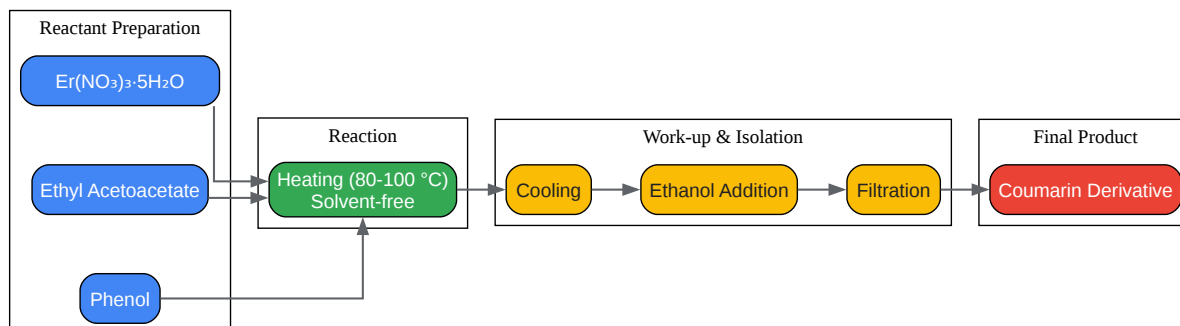 Reactant Preparation
Er(NO₃)₃·5H₂O
Ethyl Acetoacetate
Phenol
Reaction
Heating (80-100 °C)
Solvent-free
Work-up & Isolation
Cooling
Ethanol Addition
Filtration
Final Product
Coumarin Derivative